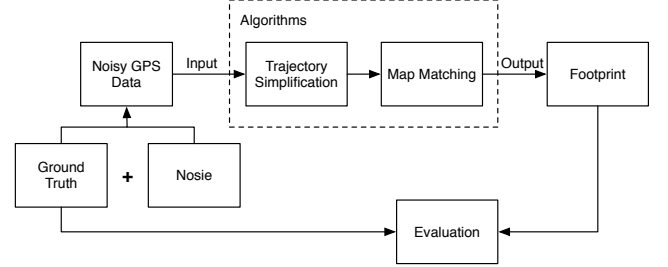 Algorithms
Noisy GPS
Data
Input
Trajectory
Simplification
Map Matching
Output
Footprint
Ground
Truth
+
Nosie
Evaluation